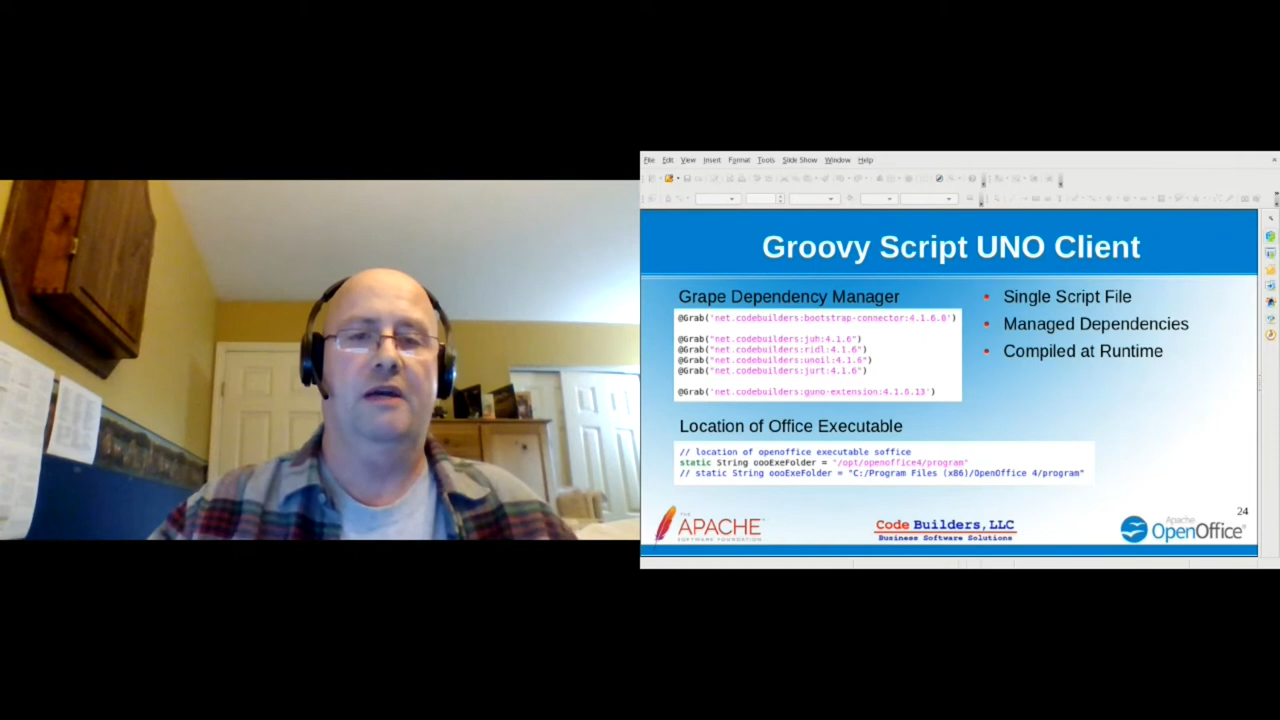 File Edit View Insert Format Tools Slide Show Window Help
Groovy Script UNO Client
Grape Dependency Manager
@Grab('net.codebuilders:bootstrap-connector:4.1.6.0')
@Grab("net.codebuilders:juh:4.1.6")
@Grab("net.codebuilders:ridl:4.1.6")
@Grab("net.codebuilders:unoil:4.1.6")
@Grab("net.codebuilders:jurt:4.1.6")
@Grab('net.codebuilders:guno-extension:4.1.6.13')
Single Script File
Managed Dependencies
Compiled at Runtime
Location of Office Executable
// location of openoffice executable soffice
static String oooExeFolder = "/opt/openoffice4/program"
// static String oooExeFolder = "C:/Program Files (x86)/OpenOffice 4/program"
24
THE
APACHE
SOFTWARE FOUNDATION
Code Builders, LLC
Business Software Solutions
Apache
OpenOffice